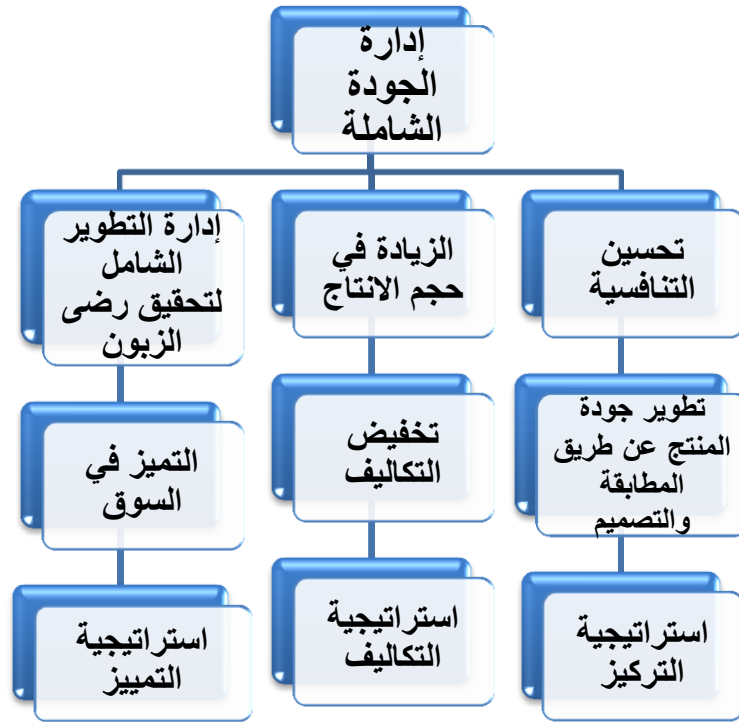 إدارة
الجودة
الشاملة
تحسين
التنافسية
الزيادة في
حجم الانتاج
إدارة التطوير
الشامل
لتحقيق رضى
الزبون
تطوير جودة
المنتج عن طريق
المطابقة
والتصميم
تخفيض
التكاليف
التميز في
السوق
استراتيجية
التركيز
استراتيجية
التكاليف
استراتيجية
التمييز